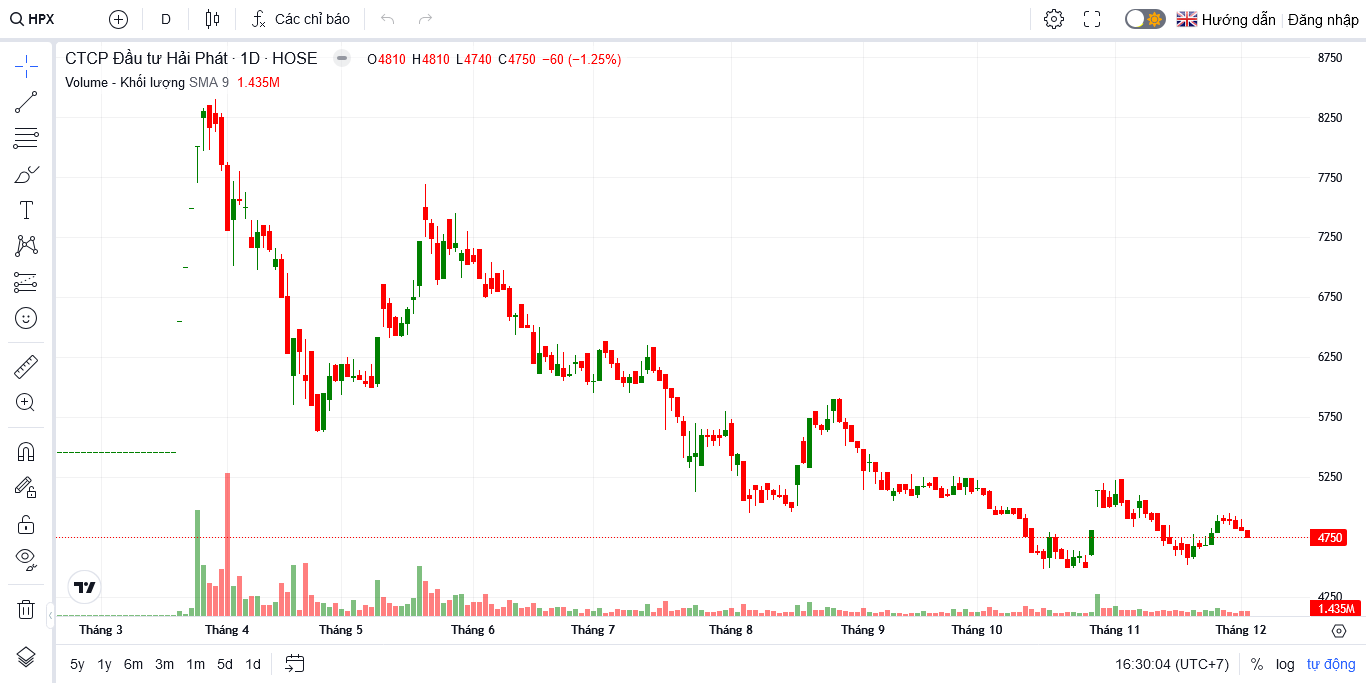 HPX D Các chỉ báo Hướng dẫn Đăng nhập
CTCP Đầu tư Hải Phát · 1D · HOSE O4810 H4810 L4740 C4750 −60 (−1.25%)
Volume - Khối lượng SMA 9 1.435M
8750
8250
7750
7250
6750
6250
5750
5250
4750
4250
1.435M
Tháng 3 Tháng 4 Tháng 5 Tháng 6 Tháng 7 Tháng 8 Tháng 9 Tháng 10 Tháng 11 Tháng 12
5y 1y 6m 3m 1m 5d 1d 16:30:04 (UTC+7) % log tự động